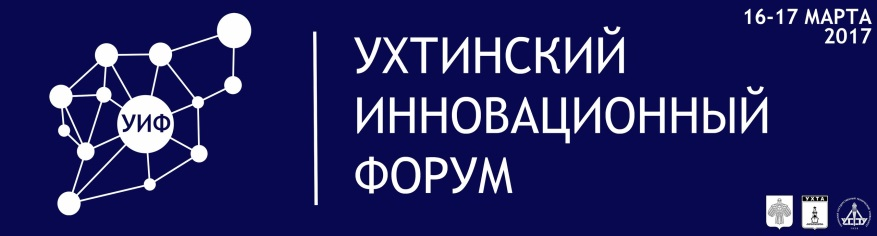 16-17 МАРТА
2017
УИФ
УХТИНСКИЙ
ИННОВАЦИОННЫЙ
ФОРУМ
УХТА